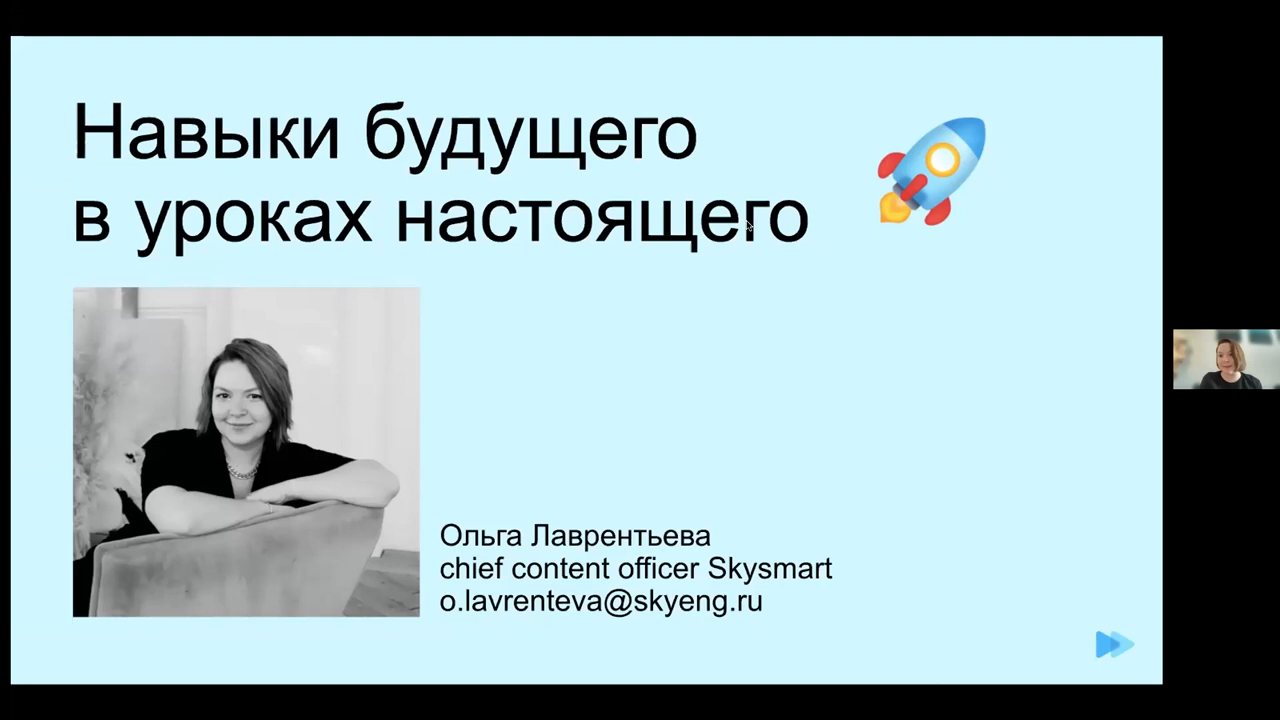 Навыки будущего
в уроках настоящего
Ольга Лаврентьева
chief content officer Skysmart
o.lavrenteva@skyeng.ru